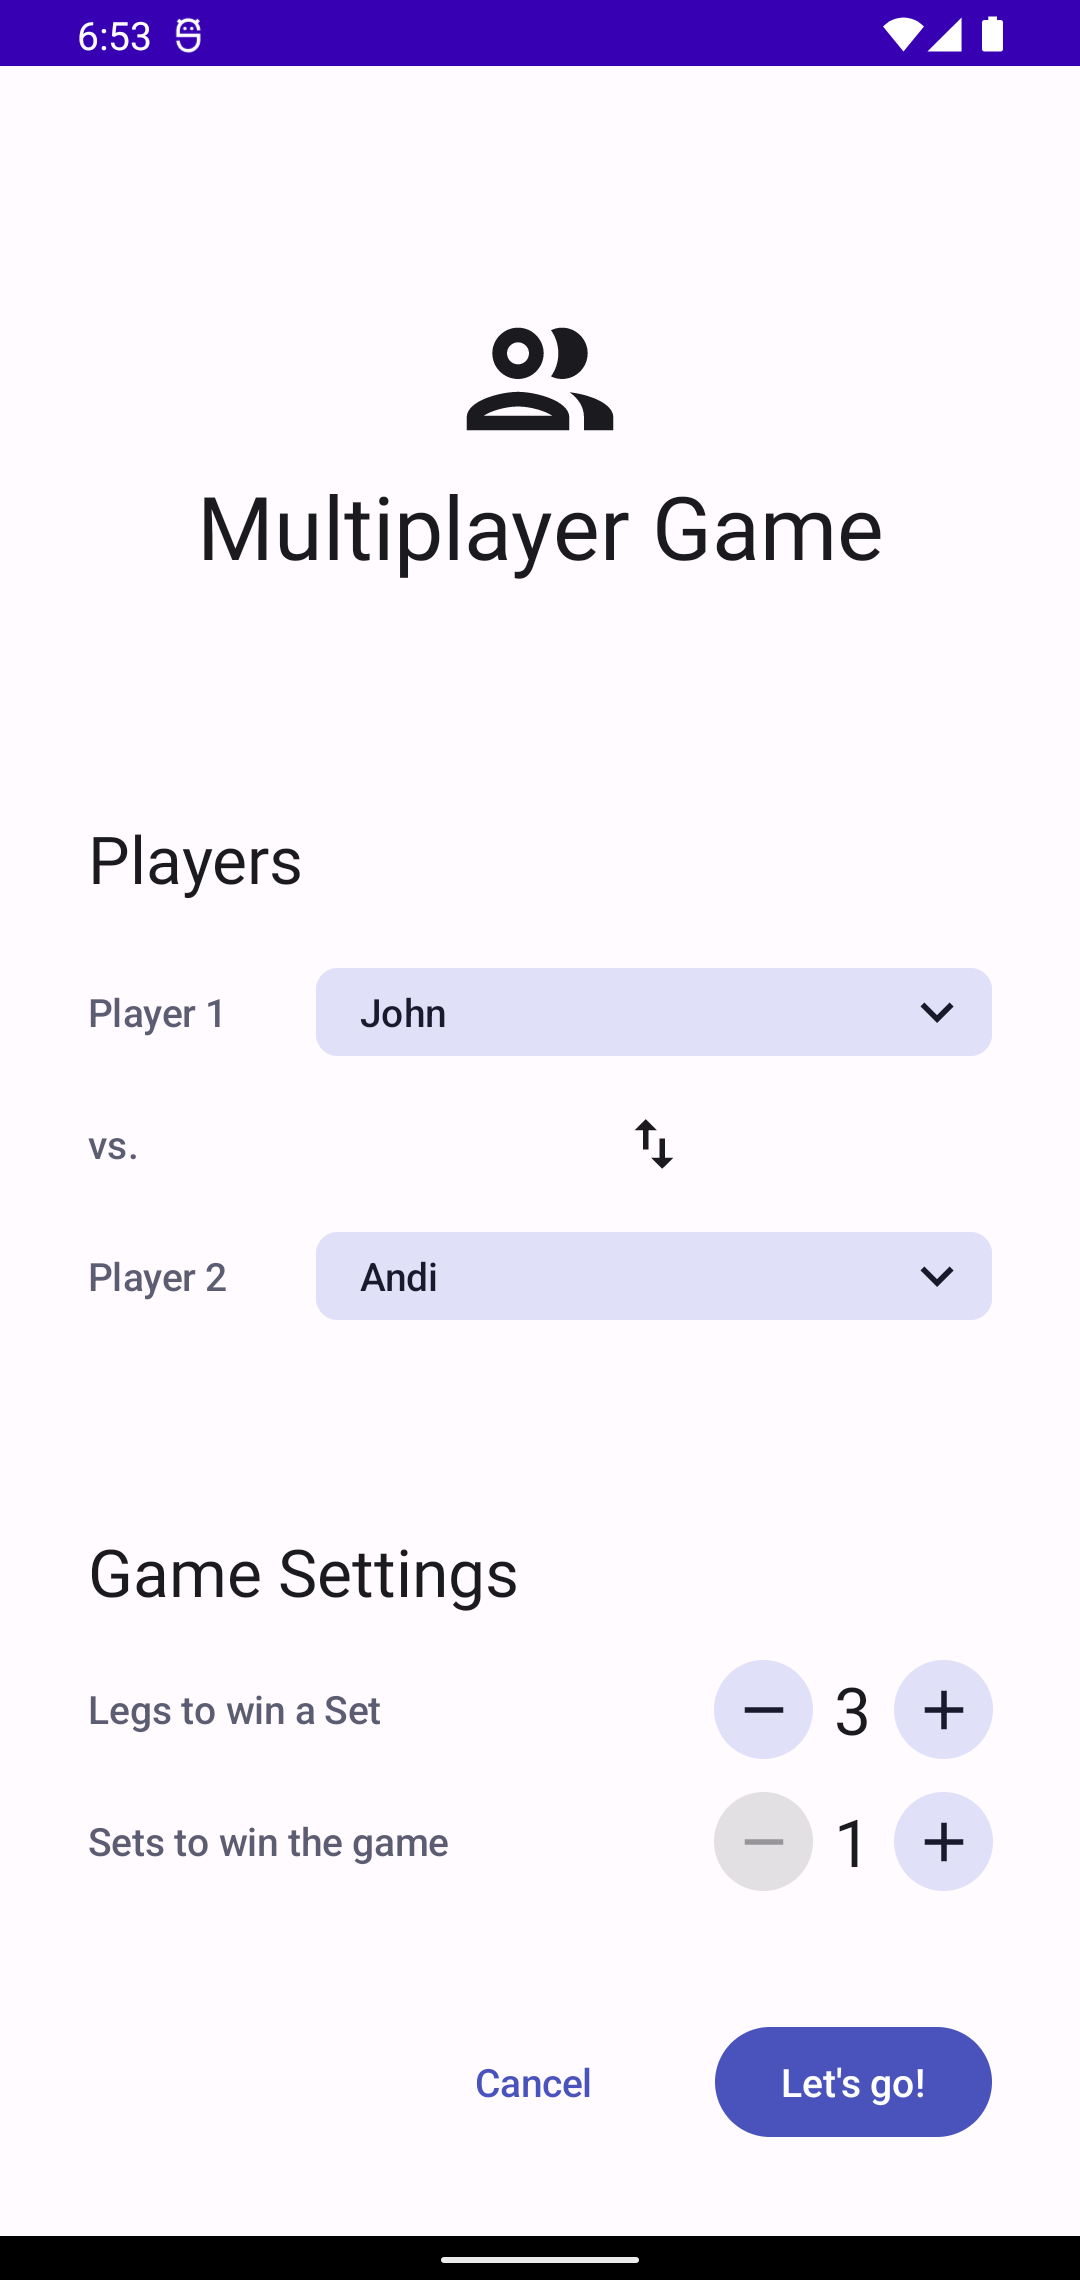 6:53
Multiplayer Game
Players
Player 1 John
vs.
Player 2 Andi
Game Settings
Legs to win a Set 3
Sets to win the game 1
Cancel Let's go!